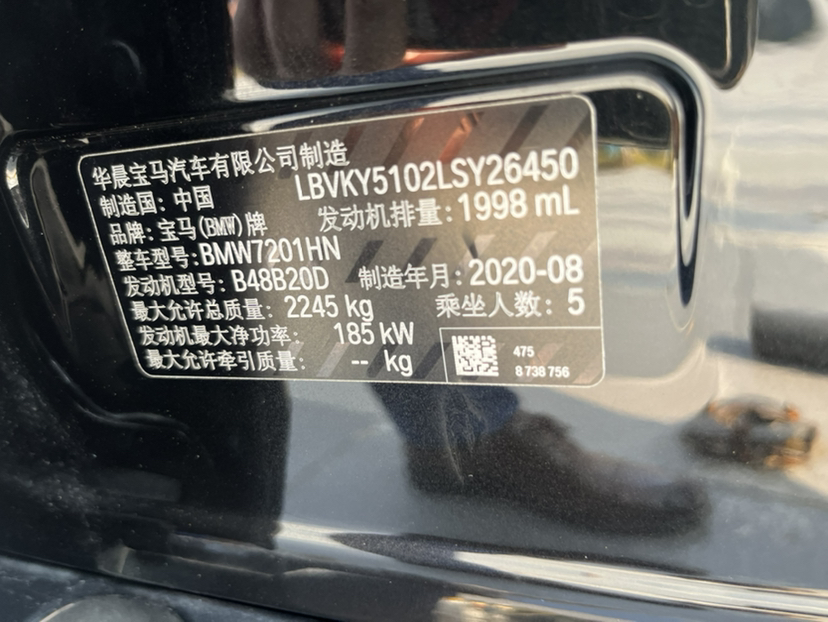 华晨宝马汽车有限公司制造
制造国: 中国 LBVKY5102LSY26450
品牌: 宝马(BMW)牌 发动机排量: 1998 mL
整车型号: BMW7201HN
发动机型号: B48B20D 制造年月: 2020-08
最大允许总质量: 2245 kg 乘坐人数: 5
发动机最大净功率: 185 kW
最大允许牵引质量: -- kg
475
8 738 756